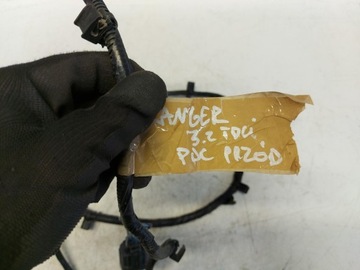 RANGER
3.2 TDCi
PDC PRZÓD